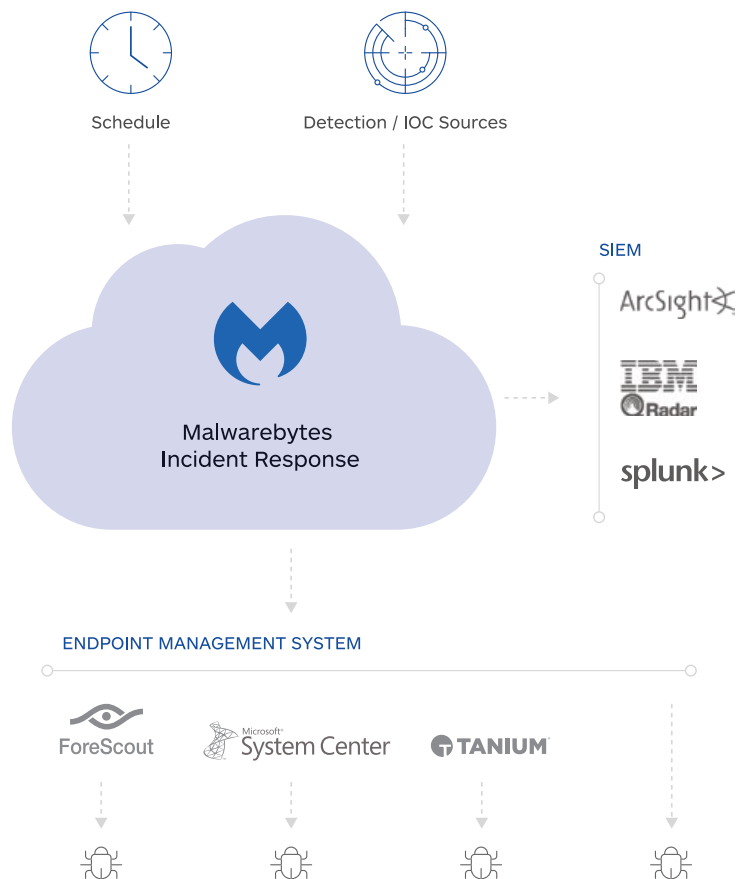 Schedule
Detection / IOC Sources
SIEM
ArcSight
IBM
Radar
splunk>
Malwarebytes
Incident Response
ENDPOINT MANAGEMENT SYSTEM
ForeScout
Microsoft®
System Center
TANIUM